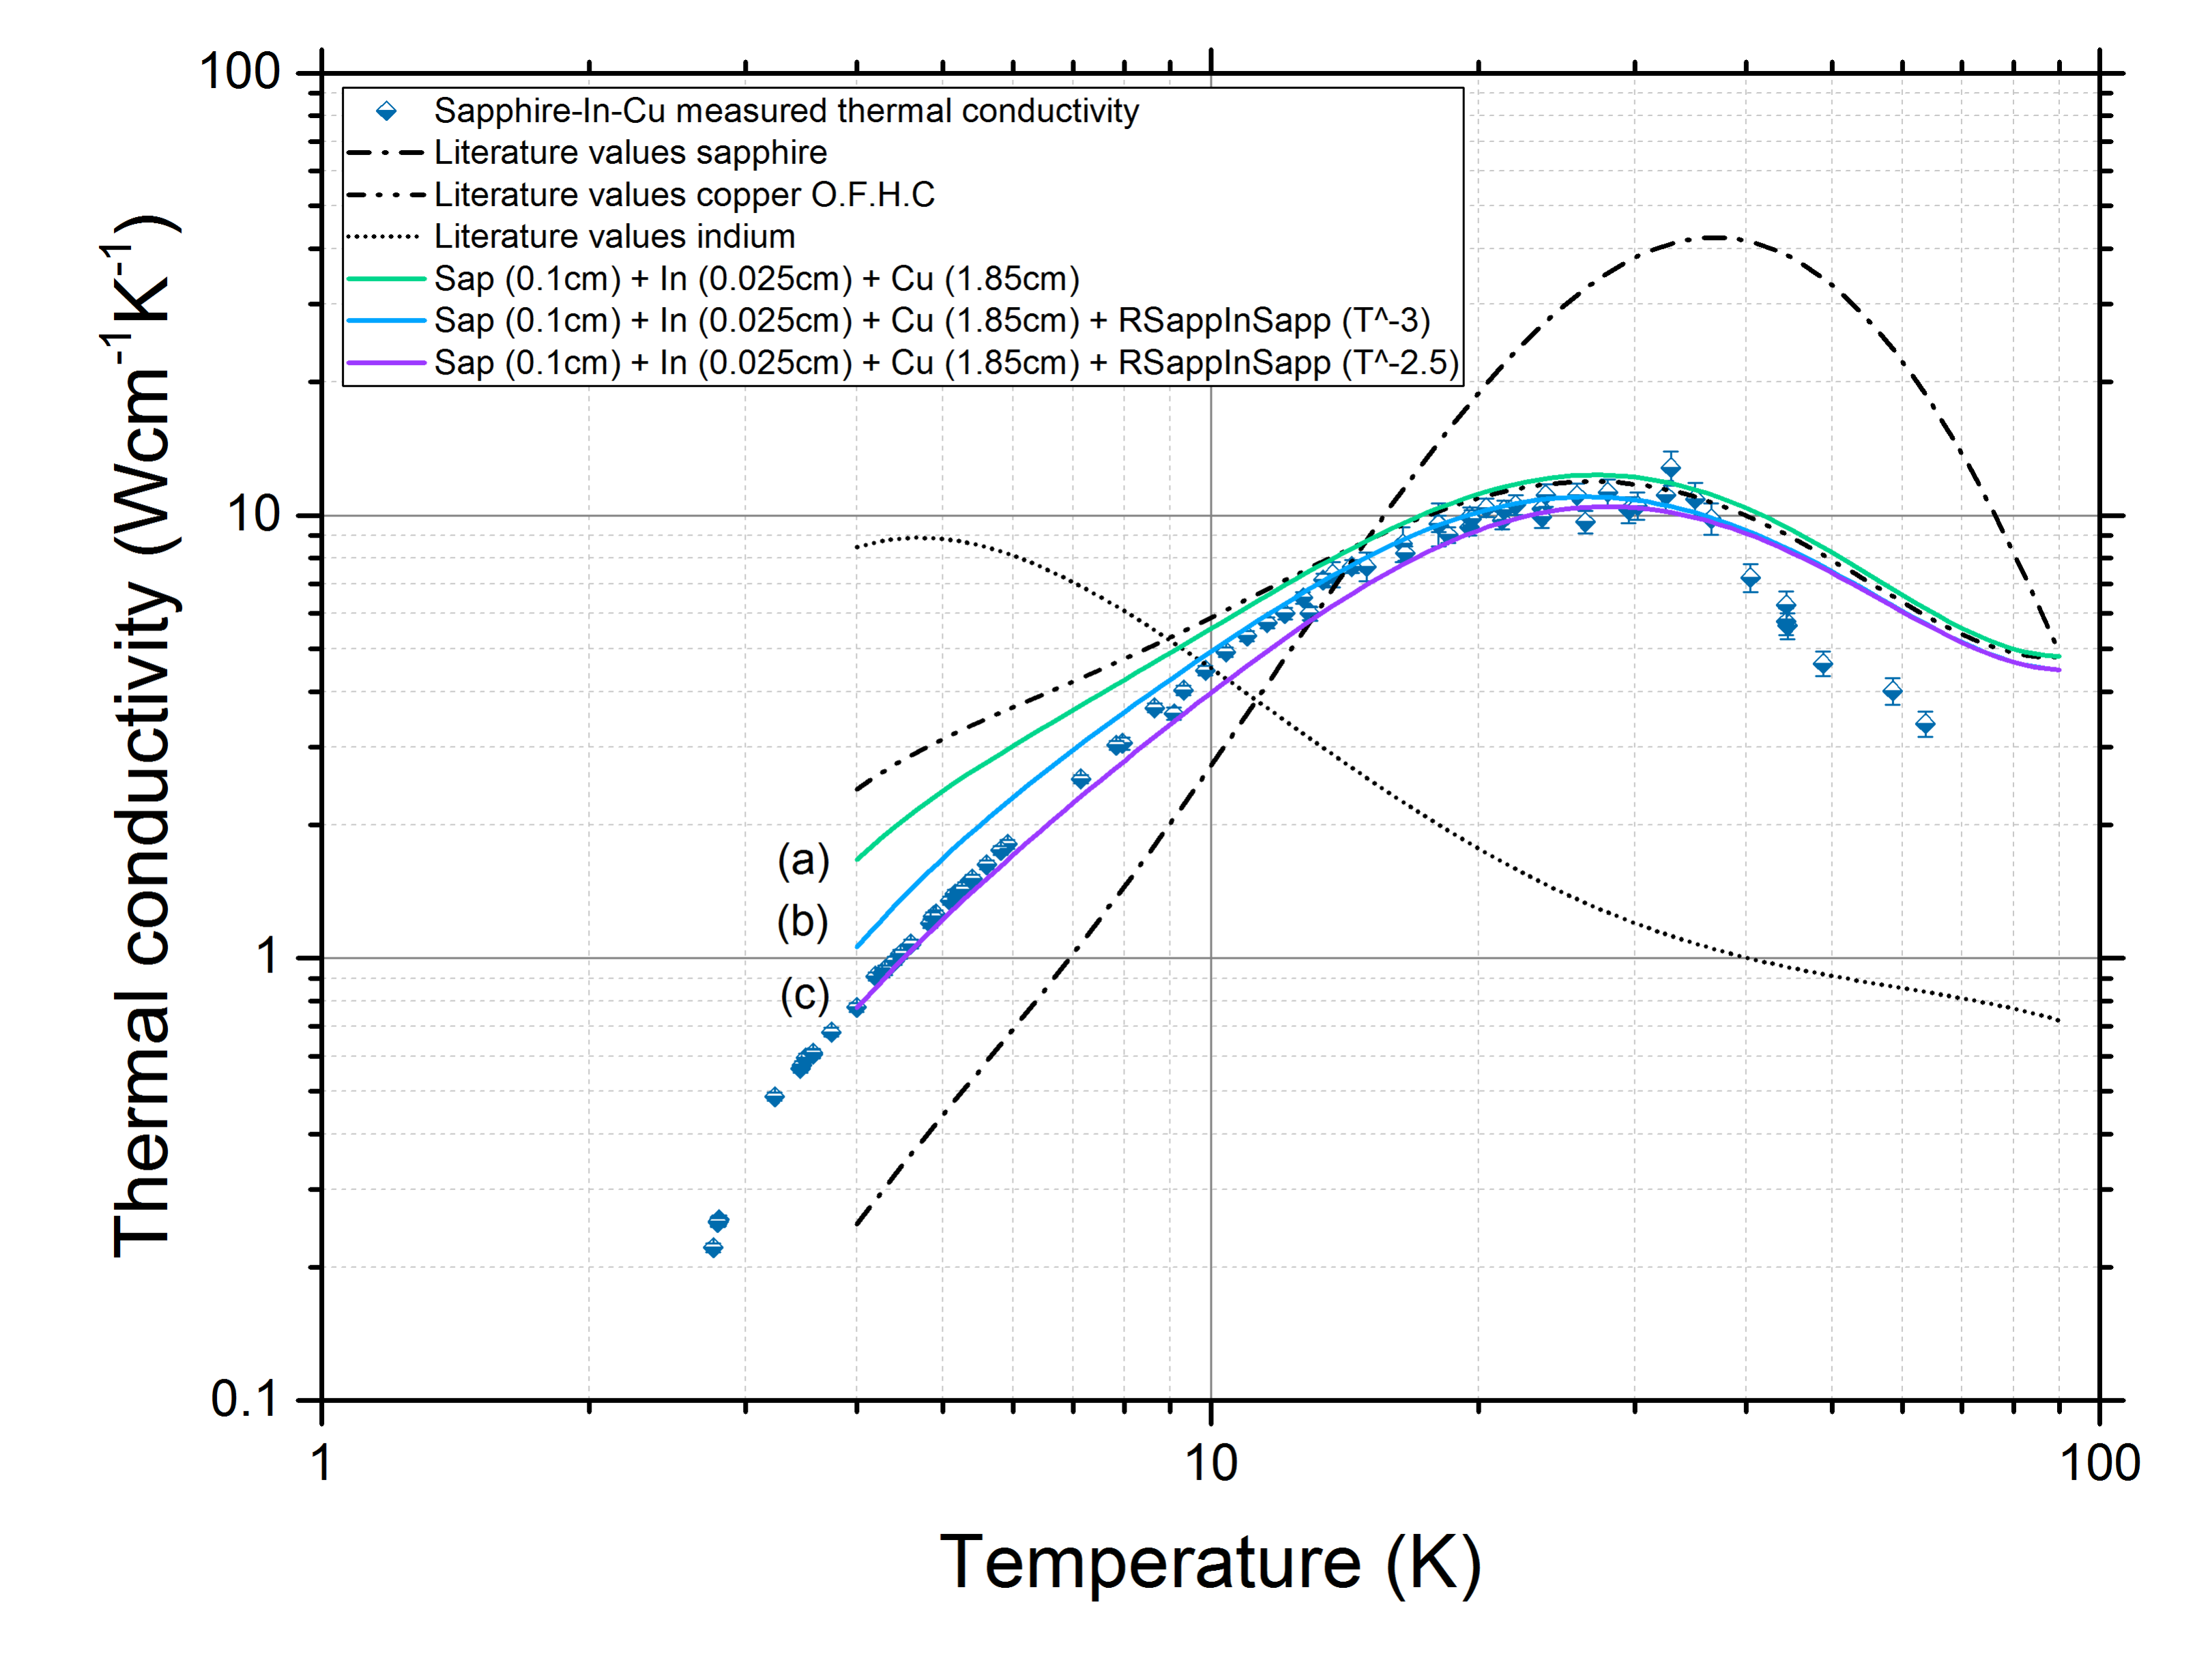 100
Sapphire-In-Cu measured thermal conductivity
Literature values sapphire
Literature values copper O.F.H.C
Literature values indium
Sap (0.1cm) + In (0.025cm) + Cu (1.85cm)
Sap (0.1cm) + In (0.025cm) + Cu (1.85cm) + RSappInSapp (T^-3)
Sap (0.1cm) + In (0.025cm) + Cu (1.85cm) + RSappInSapp (T^-2.5)
Thermal conductivity (Wcm⁻¹K⁻¹)
10
(a)
(b)
1
(c)
0.1
1
10
100
Temperature (K)